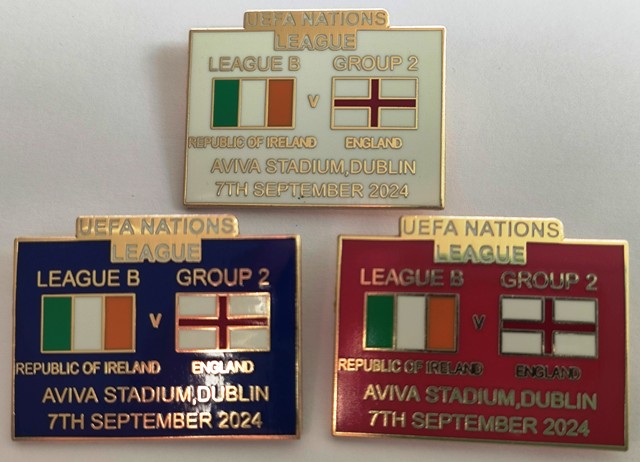 UEFA NATIONS
LEAGUE
LEAGUE B GROUP 2
V
REPUBLIC OF IRELAND ENGLAND
AVIVA STADIUM,DUBLIN
7TH SEPTEMBER 2024
UEFA NATIONS
LEAGUE
LEAGUE B GROUP 2
V
REPUBLIC OF IRELAND ENGLAND
AVIVA STADIUM,DUBLIN
7TH SEPTEMBER 2024
UEFA NATIONS
LEAGUE
LEAGUE B GROUP 2
V
REPUBLIC OF IRELAND ENGLAND
AVIVA STADIUM,DUBLIN
7TH SEPTEMBER 2024